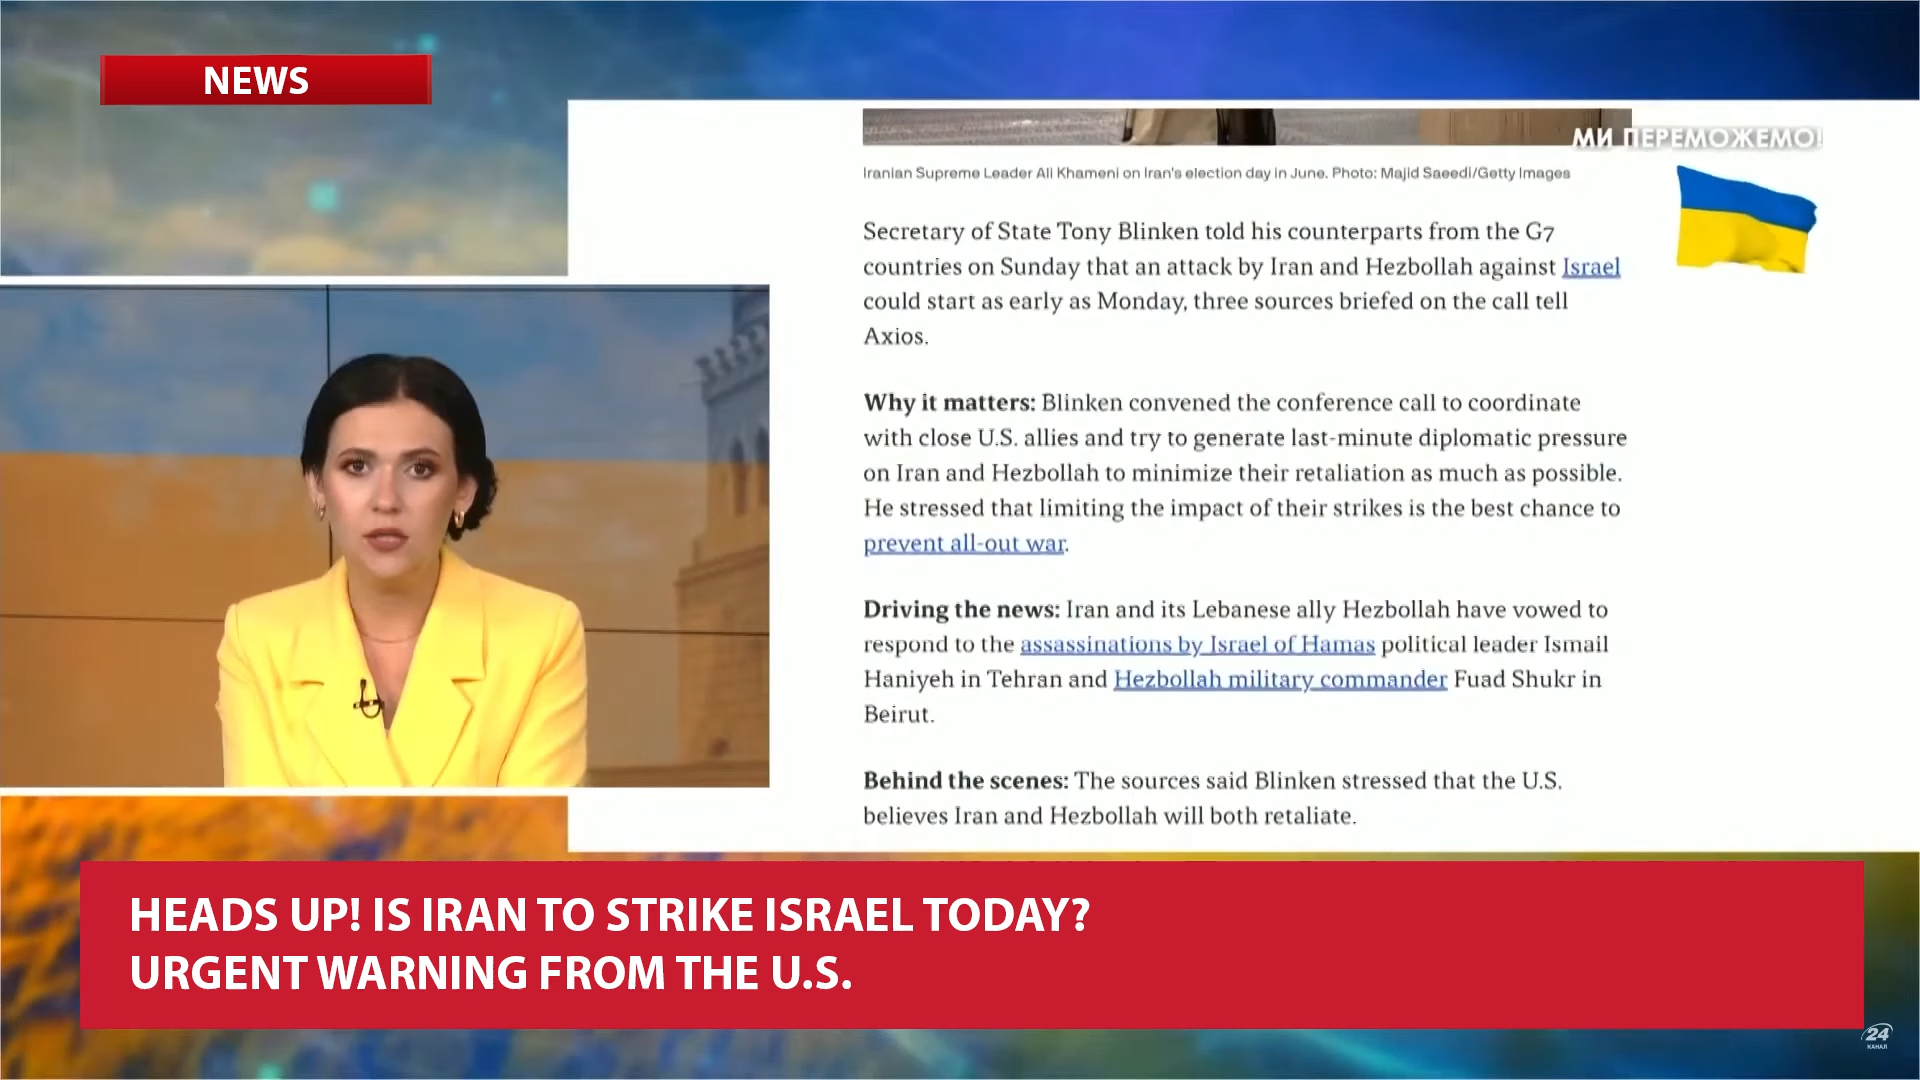 NEWS
МИ ПЕРЕМОЖЕМО!
Iranian Supreme Leader Ali Khameni on Iran's election day in June. Photo: Majid Saeedi/Getty Images
Secretary of State Tony Blinken told his counterparts from the G7
countries on Sunday that an attack by Iran and Hezbollah against Israel
could start as early as Monday, three sources briefed on the call tell
Axios.
Why it matters: Blinken convened the conference call to coordinate
with close U.S. allies and try to generate last-minute diplomatic pressure
on Iran and Hezbollah to minimize their retaliation as much as possible.
He stressed that limiting the impact of their strikes is the best chance to
prevent all-out war.
Driving the news: Iran and its Lebanese ally Hezbollah have vowed to
respond to the assassinations by Israel of Hamas political leader Ismail
Haniyeh in Tehran and Hezbollah military commander Fuad Shukr in
Beirut.
Behind the scenes: The sources said Blinken stressed that the U.S.
believes Iran and Hezbollah will both retaliate.
HEADS UP! IS IRAN TO STRIKE ISRAEL TODAY?
URGENT WARNING FROM THE U.S.
24
КАНАЛ